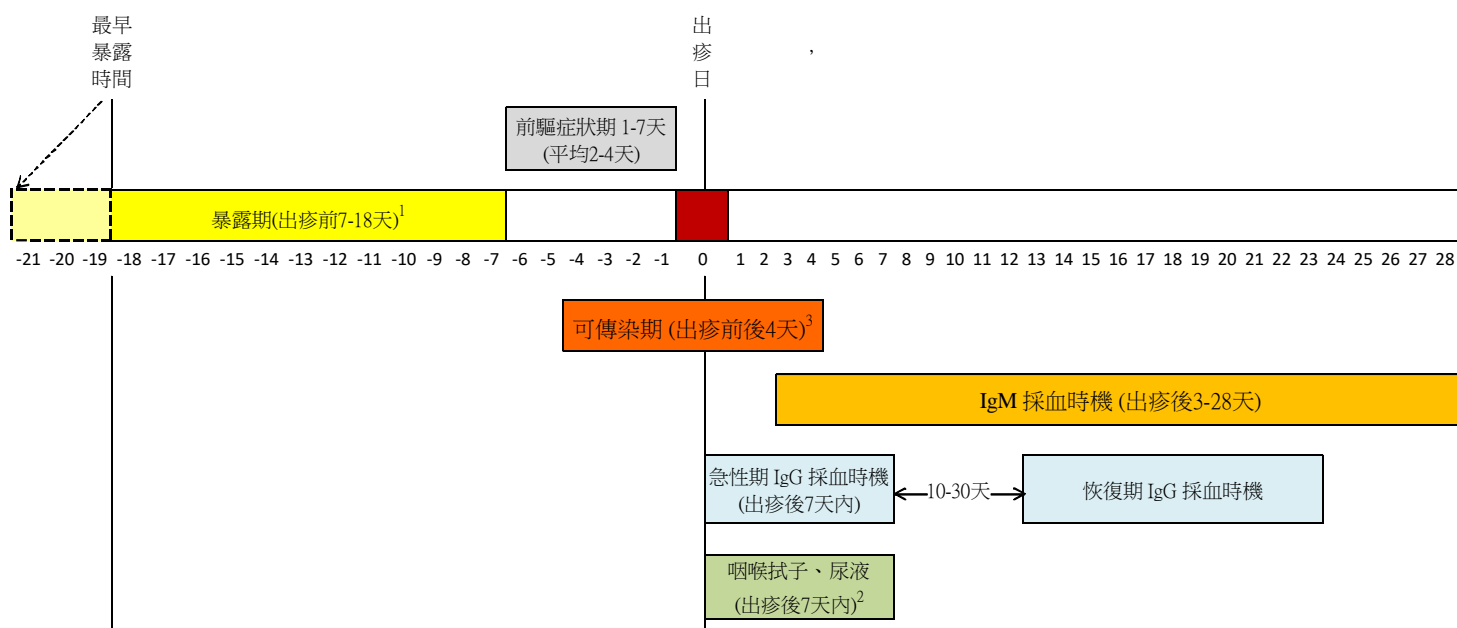 最早
暴露
時間
出
疹
日
，
前驅症狀期 1-7天
(平均2-4天)
暴露期(出疹前7-18天)1
-21 -20 -19 -18 -17 -16 -15 -14 -13 -12 -11 -10 -9 -8 -7 -6 -5 -4 -3 -2 -1 0 1 2 3 4 5 6 7 8 9 10 11 12 13 14 15 16 17 18 19 20 21 22 23 24 25 26 27 28
可傳染期 (出疹前後4天)3
IgM 採血時機 (出疹後3-28天)
急性期 IgG 採血時機
(出疹後7天內)
10-30天
恢復期 IgG 採血時機
咽喉拭子、尿液
(出疹後7天內)2